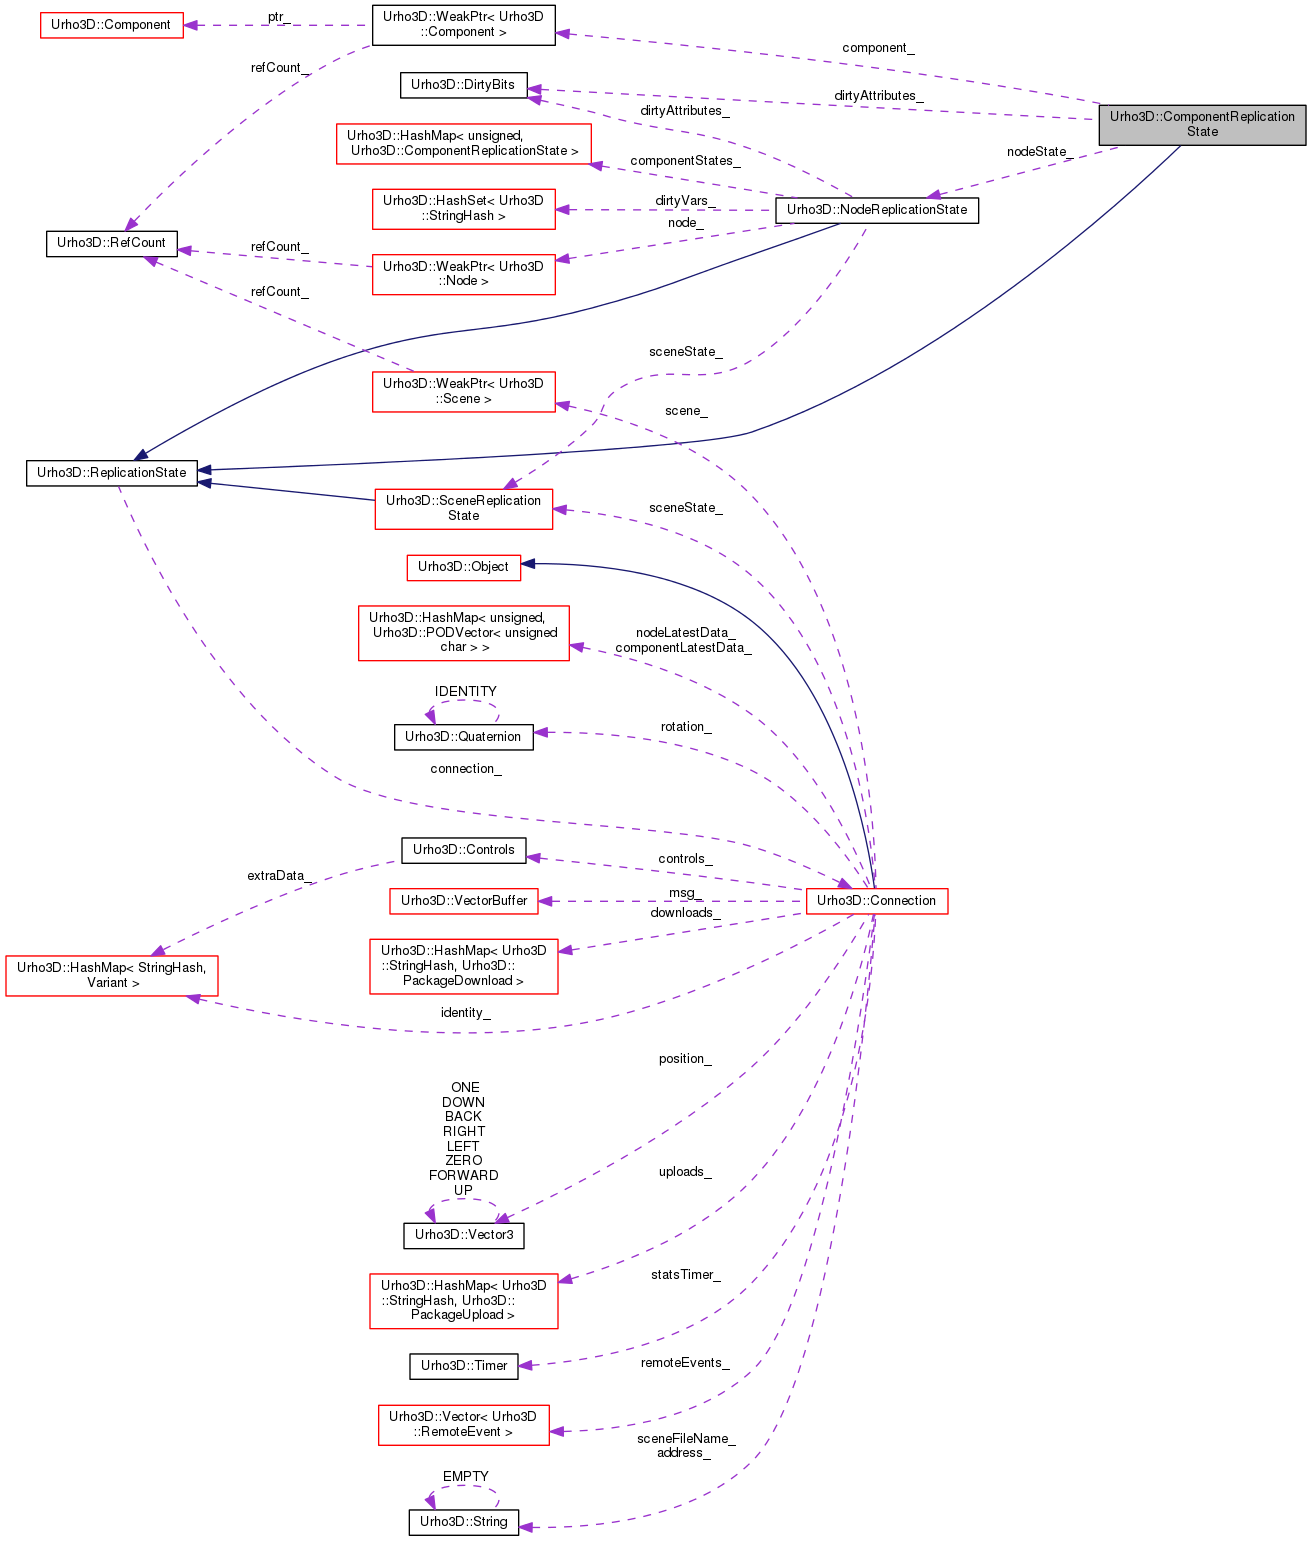 Urho3D::Component
ptr_
Urho3D::WeakPtr< Urho3D
::Component >
component_
refCount_
Urho3D::DirtyBits
dirtyAttributes_
dirtyAttributes_
Urho3D::ComponentReplication
State
Urho3D::HashMap< unsigned,
Urho3D::ComponentReplicationState >
componentStates_
nodeState_
Urho3D::HashSet< Urho3D
::StringHash >
dirtyVars_
Urho3D::NodeReplicationState
node_
Urho3D::RefCount
refCount_
Urho3D::WeakPtr< Urho3D
::Node >
refCount_
sceneState_
Urho3D::WeakPtr< Urho3D
::Scene >
scene_
Urho3D::ReplicationState
Urho3D::SceneReplication
State
sceneState_
Urho3D::Object
Urho3D::HashMap< unsigned,
Urho3D::PODVector< unsigned
char > >
nodeLatestData_
componentLatestData_
IDENTITY
Urho3D::Quaternion
rotation_
connection_
Urho3D::Controls
controls_
extraData_
Urho3D::VectorBuffer
msg_
Urho3D::Connection
downloads_
Urho3D::HashMap< Urho3D
::StringHash, Urho3D::
PackageDownload >
Urho3D::HashMap< StringHash,
Variant >
identity_
position_
ONE
DOWN
BACK
RIGHT
LEFT
ZERO
FORWARD
UP
Urho3D::Vector3
uploads_
Urho3D::HashMap< Urho3D
::StringHash, Urho3D::
PackageUpload >
statsTimer_
Urho3D::Timer
remoteEvents_
Urho3D::Vector< Urho3D
::RemoteEvent >
sceneFileName_
address_
EMPTY
Urho3D::String